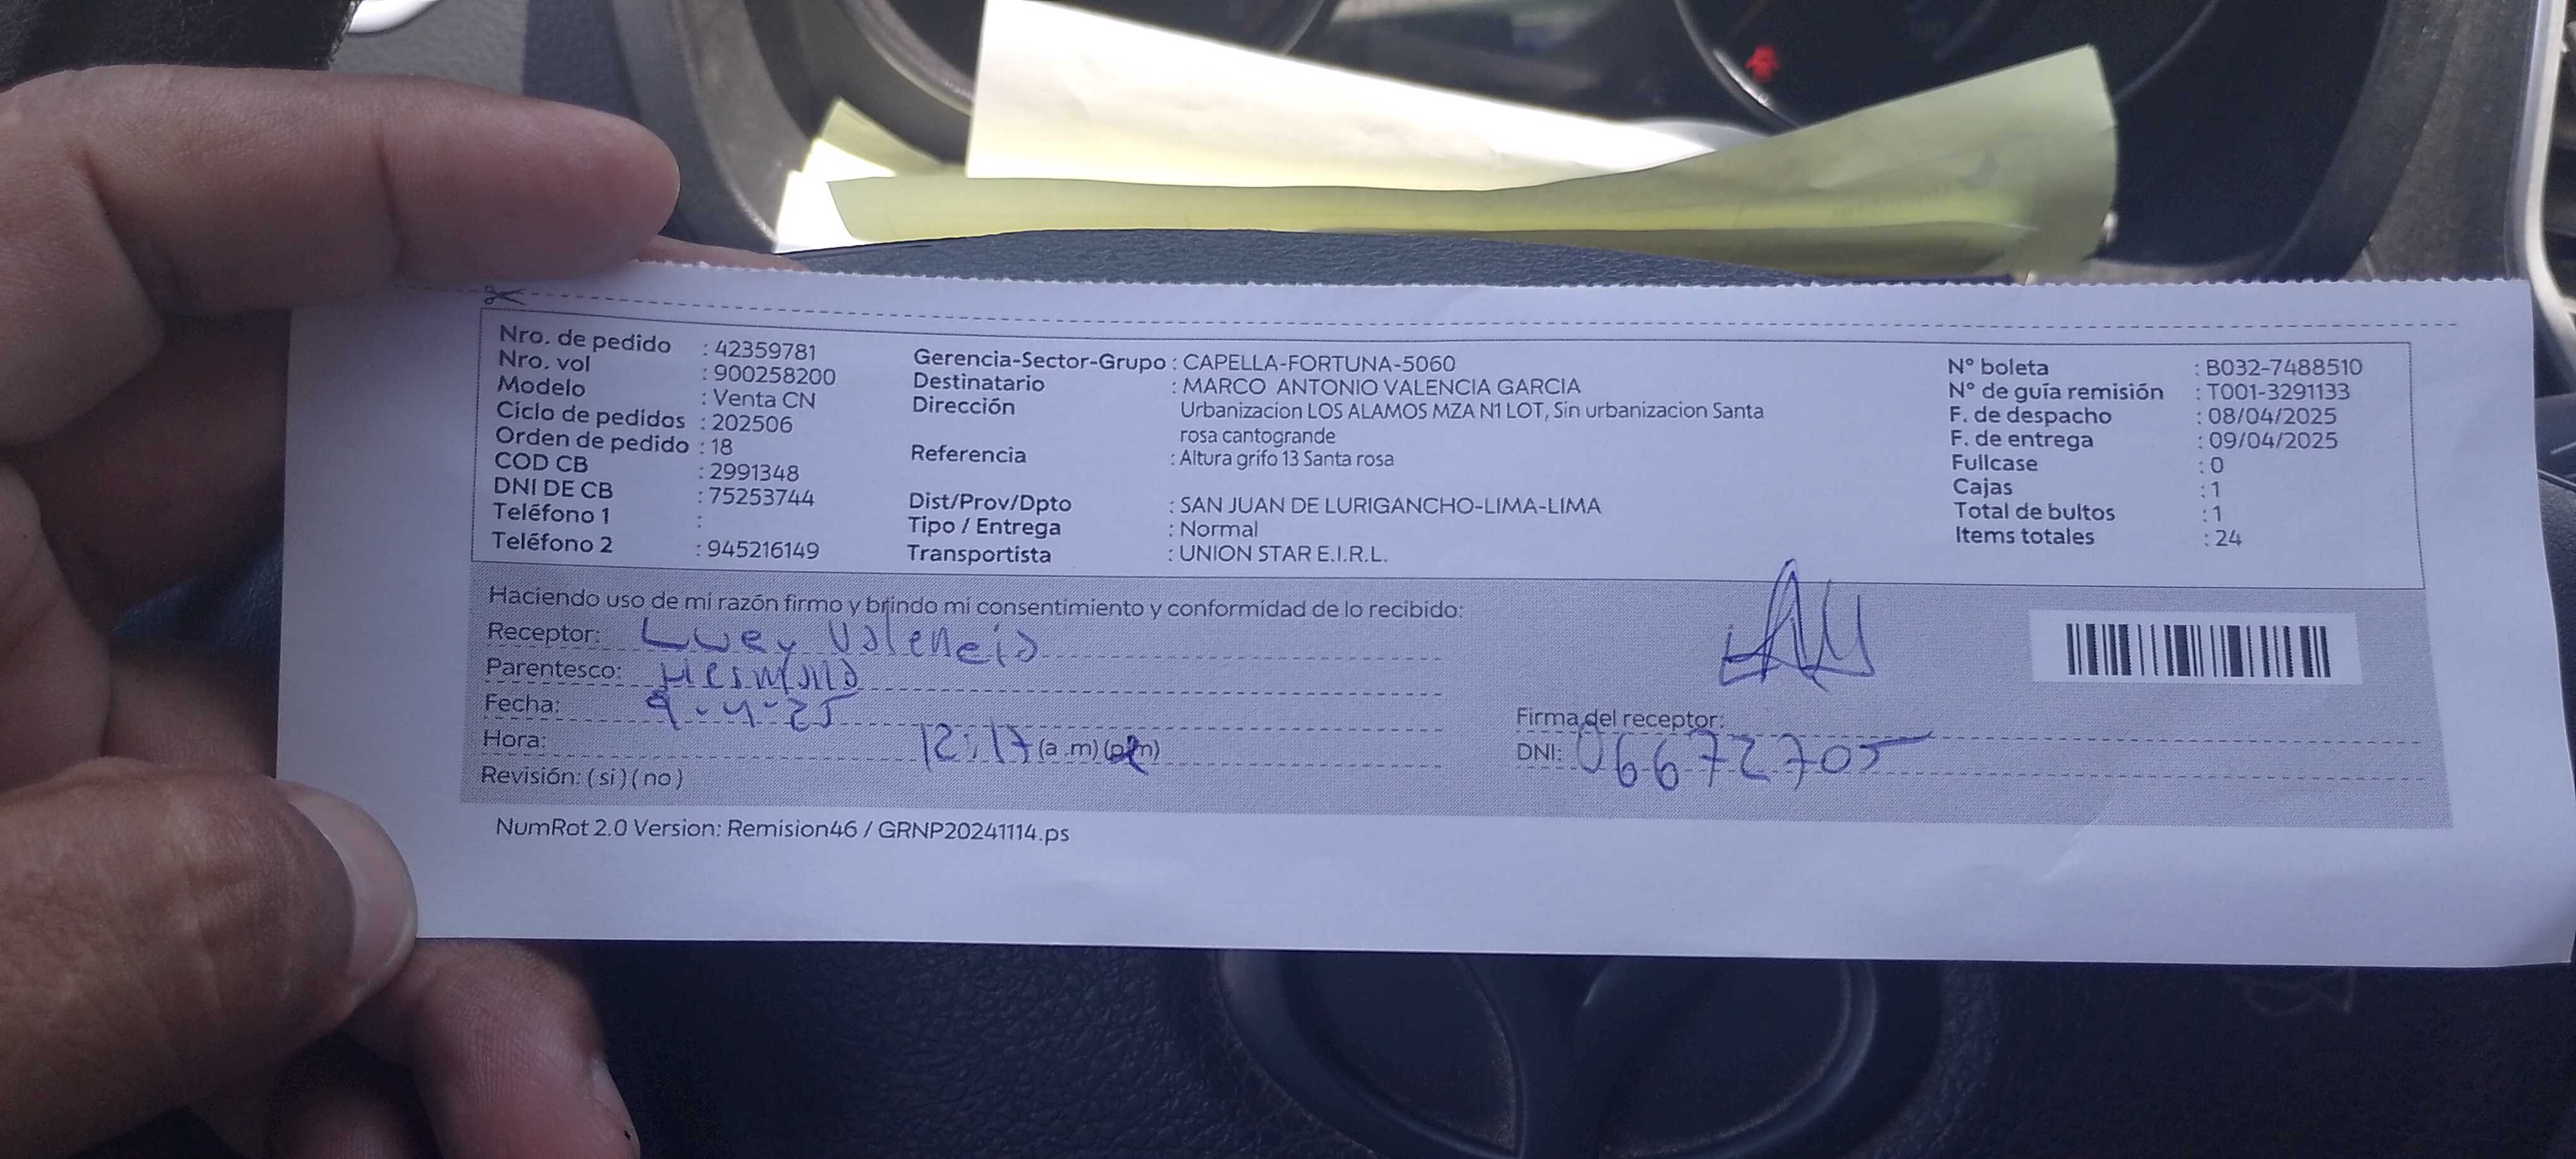 Nro. de pedido : 42359781
Nro. vol : 900258200
Modelo : Venta CN
Ciclo de pedidos : 202506
Orden de pedido : 18
COD CB : 2991348
DNI DE CB : 75253744
Teléfono 1 :
Teléfono 2 : 945216149
Gerencia-Sector-Grupo : CAPELLA-FORTUNA-5060
Destinatario : MARCO ANTONIO VALENCIA GARCIA
Dirección Urbanizacion LOS ALAMOS MZA N1 LOT, Sin urbanizacion Santa
rosa cantogrande
Referencia : Altura grifo 13 Santa rosa
Dist/Prov/Dpto : SAN JUAN DE LURIGANCHO-LIMA-LIMA
Tipo / Entrega : Normal
Transportista : UNION STAR E.I.R.L.
N° boleta : B032-7488510
N° de guía remisión : T001-3291133
F. de despacho : 08/04/2025
F. de entrega : 09/04/2025
Fullcase : 0
Cajas : 1
Total de bultos : 1
Items totales : 24
Haciendo uso de mi razón firmo y brindo mi consentimiento y conformidad de lo recibido:
Receptor: Valencia
Parentesco:
Fecha: 9-4-25
Hora: 12:17 (a.m) (p.m)
Revisión: (si) (no)
Firma del receptor:
DNI: 06672705
NumRot 2.0 Version: Remision46 / GRNP20241114.ps